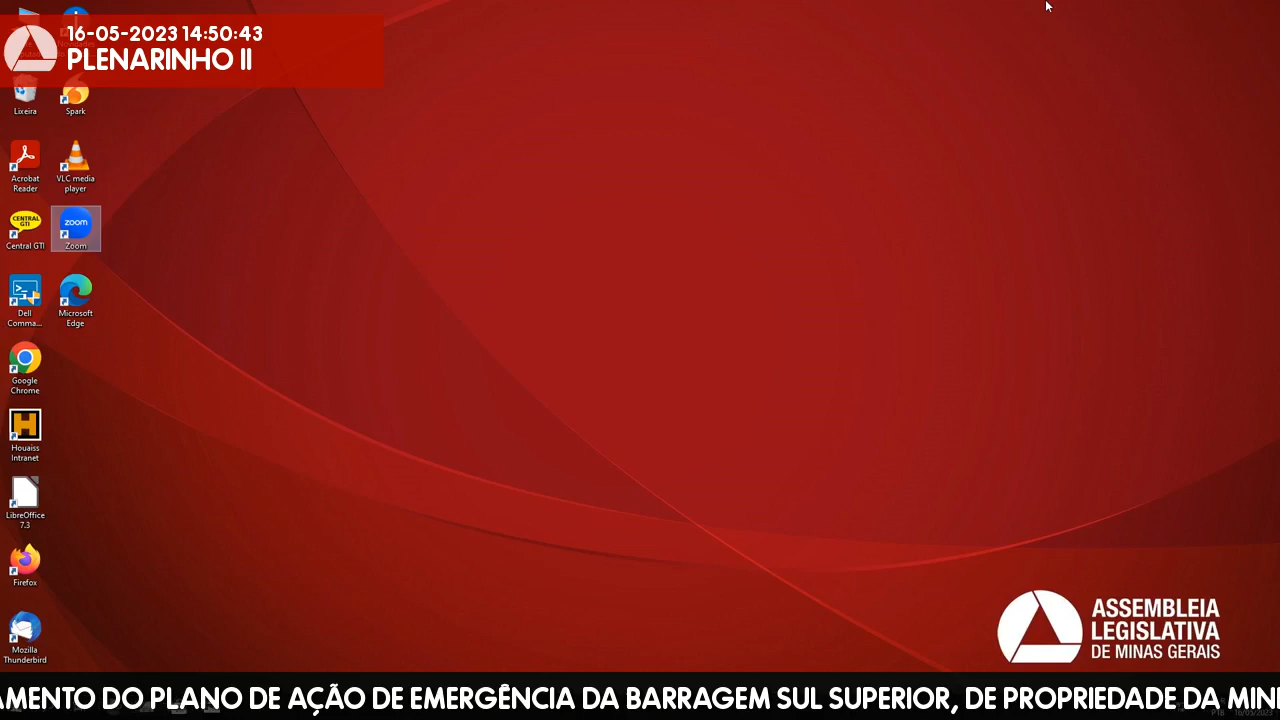 16-05-2023 14:50:43
PLENARINHO II
Lixeira
Spark
Acrobat
Reader
VLC media
player
CENTRAL
GTI
Central GTI
zoom
Zoom
Dell
Comma...
Microsoft
Edge
Google
Chrome
H
Houaiss
Intranet
LibreOffice
7.3
Firefox
Mozilla
Thunderbird
ASSEMBLEIA
LEGISLATIVA
DE MINAS GERAIS
AMENTO DO PLANO DE AÇÃO DE EMERGÊNCIA DA BARRAGEM SUL SUPERIOR, DE PROPRIEDADE DA MIN